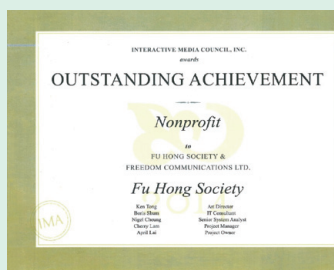 INTERACTIVE MEDIA COUNCIL, INC.
awards
OUTSTANDING ACHIEVEMENT
Nonprofit
to
FU HONG SOCIETY &
FREEDOM COMMUNICATIONS LTD.
Fu Hong Society
Ken Tong Art Director
Boris Huen IT Consultant
Nigel Cheung Senior System Analyst
Cherry Lam Project Manager
April Lai Project Owner
IMA